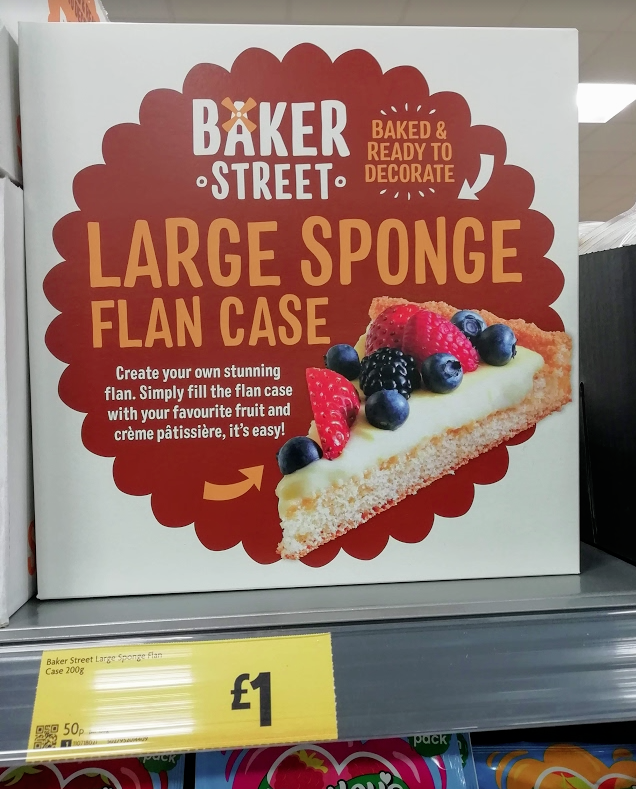 BAKER
STREET
BAKED &
READY TO
DECORATE
LARGE SPONGE
FLAN CASE
Create your own stunning
flan. Simply fill the flan case
with your favourite fruit and
crème pâtissière, it's easy!
Baker Street Large Sponge Flan
Case 200g
£1
50p
pack
pack